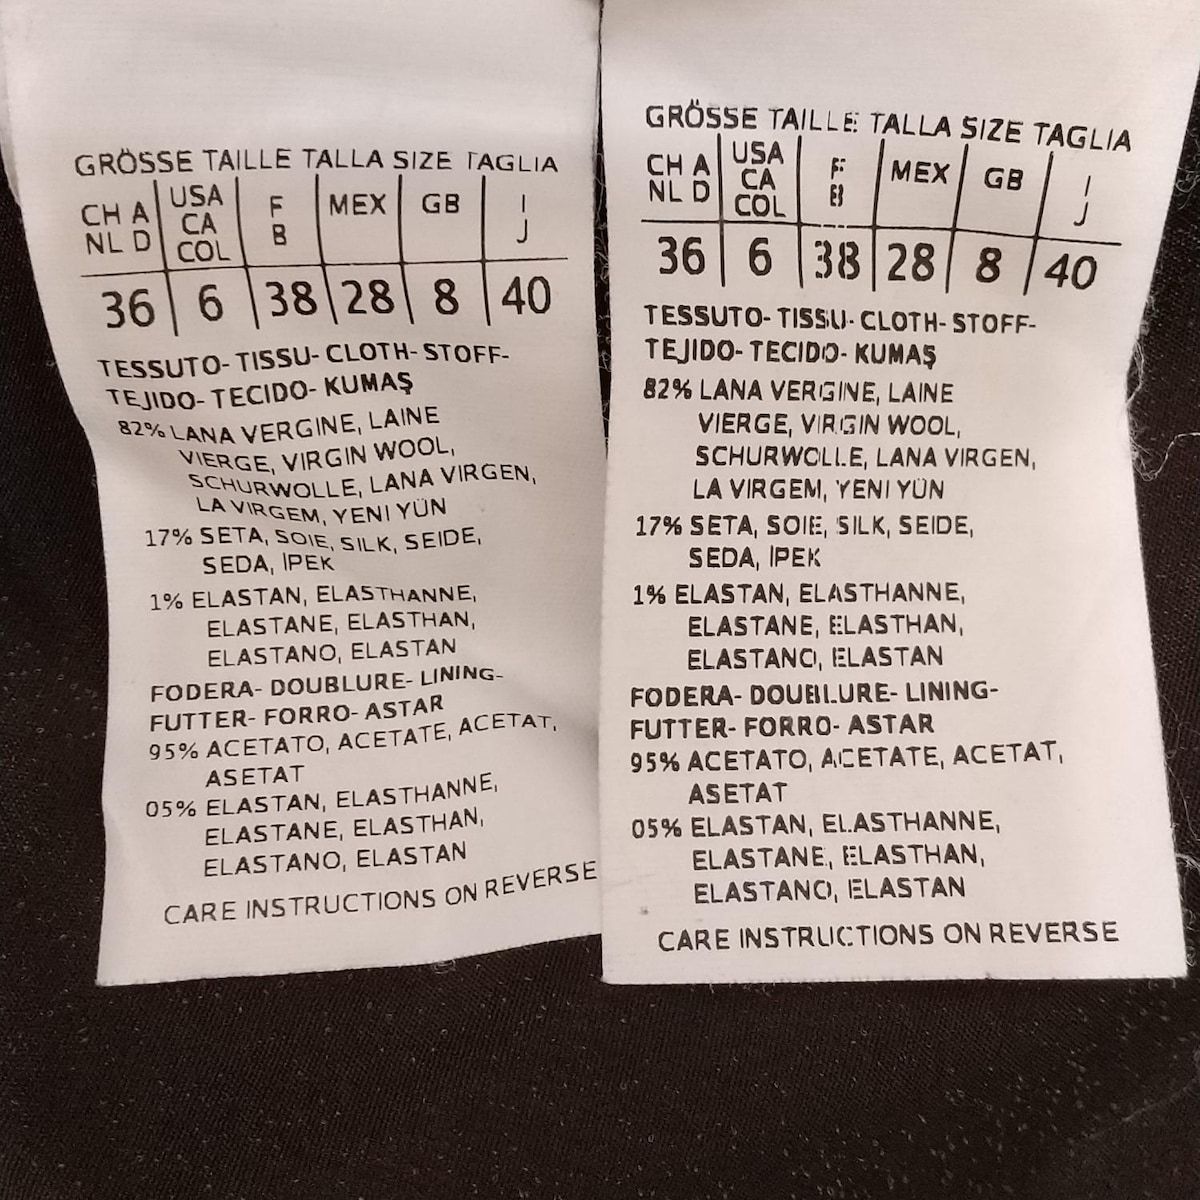 GRÖSSE TAILLE TALLA SIZE TAGLIA
CH A NL D | USA CA COL | F B | MEX | GB | I J
36 | 6 | 38 | 28 | 8 | 40
TESSUTO- TISSU- CLOTH- STOFF-
TEJIDO- TECIDO- KUMAŞ
82% LANA VERGINE, LAINE
VIERGE, VIRGIN WOOL,
SCHURWOLLE, LANA VIRGEN,
LA VIRGEM, YENI YÜN
17% SETA, SOIE, SILK, SEIDE,
SEDA, İPEK
1% ELASTAN, ELASTHANNE,
ELASTANE, ELASTHAN,
ELASTANO, ELASTAN
FODERA- DOUBLURE- LINING-
FUTTER- FORRO- ASTAR
95% ACETATO, ACETATE, ACETAT,
ASETAT
05% ELASTAN, ELASTHANNE,
ELASTANE, ELASTHAN,
ELASTANO, ELASTAN
CARE INSTRUCTIONS ON REVERSE
GRÖSSE TAILLE TALLA SIZE TAGLIA
CH A NL D | USA CA COL | F B | MEX | GB | I J
36 | 6 | 38 | 28 | 8 | 40
TESSUTO- TISSU- CLOTH- STOFF-
TEJIDO- TECIDO- KUMAŞ
82% LANA VERGINE, LAINE
VIERGE, VIRGIN WOOL,
SCHURWOLLE, LANA VIRGEN,
LA VIRGEM, YENI YÜN
17% SETA, SOIE, SILK, SEIDE,
SEDA, İPEK
1% ELASTAN, ELASTHANNE,
ELASTANE, ELASTHAN,
ELASTANO, ELASTAN
FODERA- DOUBLURE- LINING-
FUTTER- FORRO- ASTAR
95% ACETATO, ACETATE, ACETAT,
ASETAT
05% ELASTAN, ELASTHANNE,
ELASTANE, ELASTHAN,
ELASTANO, ELASTAN
CARE INSTRUCTIONS ON REVERSE